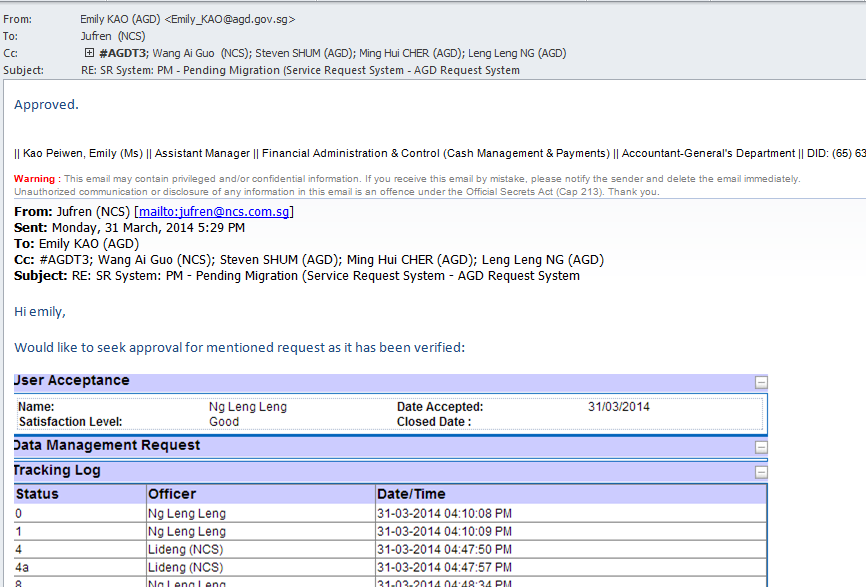 From: Emily KAO (AGD) <Emily_KAO@agd.gov.sg>
To: Jufren (NCS)
Cc: #AGDT3; Wang Ai Guo (NCS); Steven SHUM (AGD); Ming Hui CHER (AGD); Leng Leng NG (AGD)
Subject: RE: SR System: PM - Pending Migration (Service Request System - AGD Request System
Approved.
|| Kao Peiwen, Emily (Ms) || Assistant Manager || Financial Administration & Control (Cash Management & Payments) || Accountant-General's Department || DID: (65) 63
Warning : This email may contain privileged and/or confidential information. If you receive this email by mistake, please notify the sender and delete the email immediately.
Unauthorized communication or disclosure of any information in this email is an offence under the Official Secrets Act (Cap 213). Thank you.
From: Jufren (NCS) [mailto:jufren@ncs.com.sg]
Sent: Monday, 31 March, 2014 5:29 PM
To: Emily KAO (AGD)
Cc: #AGDT3; Wang Ai Guo (NCS); Steven SHUM (AGD); Ming Hui CHER (AGD); Leng Leng NG (AGD)
Subject: RE: SR System: PM - Pending Migration (Service Request System - AGD Request System
Hi emily,
Would like to seek approval for mentioned request as it has been verified:
User Acceptance
Name: Ng Leng Leng Date Accepted: 31/03/2014
Satisfaction Level: Good Closed Date :
Data Management Request
Tracking Log
Status Officer Date/Time
0 Ng Leng Leng 31-03-2014 04:10:08 PM
1 Ng Leng Leng 31-03-2014 04:10:09 PM
4 Lideng (NCS) 31-03-2014 04:47:50 PM
4a Lideng (NCS) 31-03-2014 04:47:57 PM
8 Ng Leng Leng 31-03-2014 04:48:34 PM